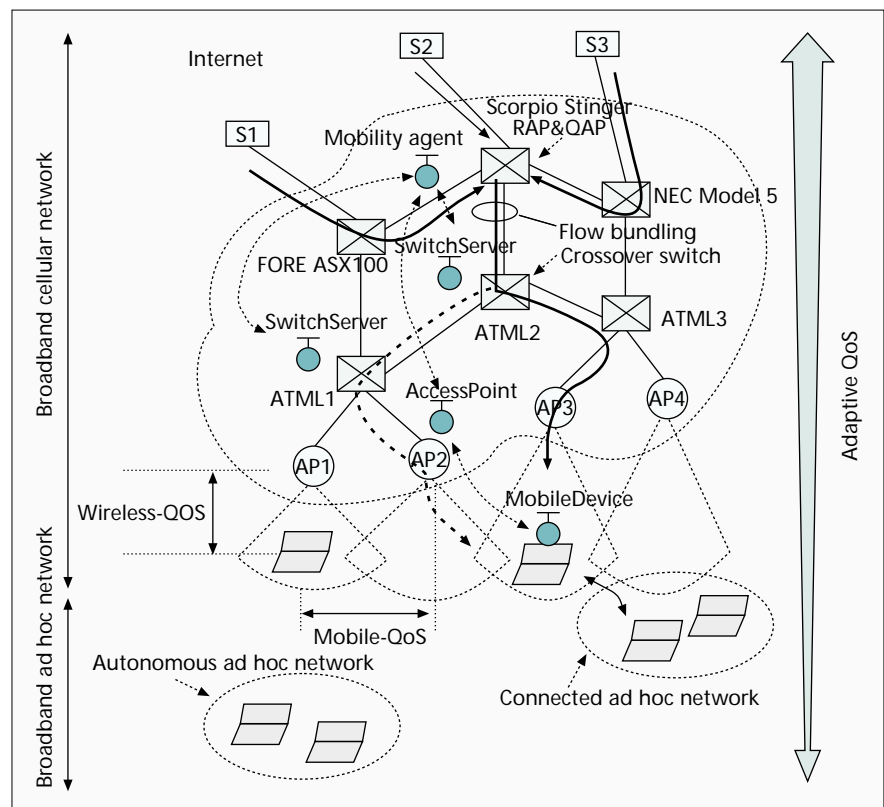 S2
S3
Internet
Scorpio Stinger
RAP&QAP
S1
Mobility agent
NEC Model 5
Flow bundling
SwitchServer
Crossover switch
FORE ASX100
SwitchServer
ATML2
ATML3
ATML1
AccessPoint
AP3
AP4
AP1
AP2
MobileDevice
Wireless-QOS
Mobile-QoS
Autonomous ad hoc network
Connected ad hoc network
Broadband cellular network
Broadband ad hoc network
Adaptive QoS